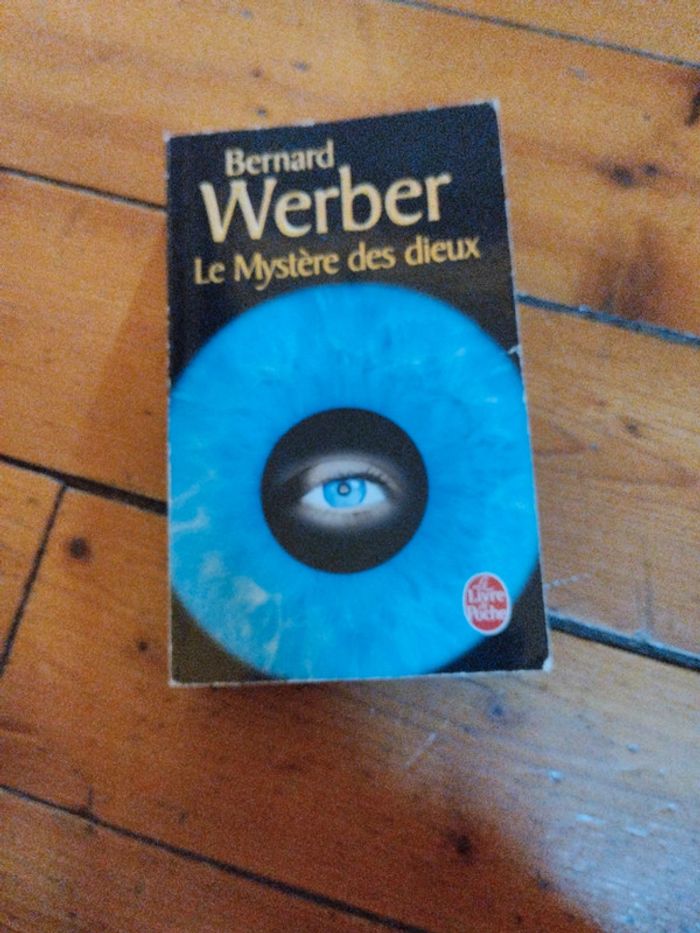 Bernard
Werber
Le Mystère des dieux
Le
Livre
de
Poche